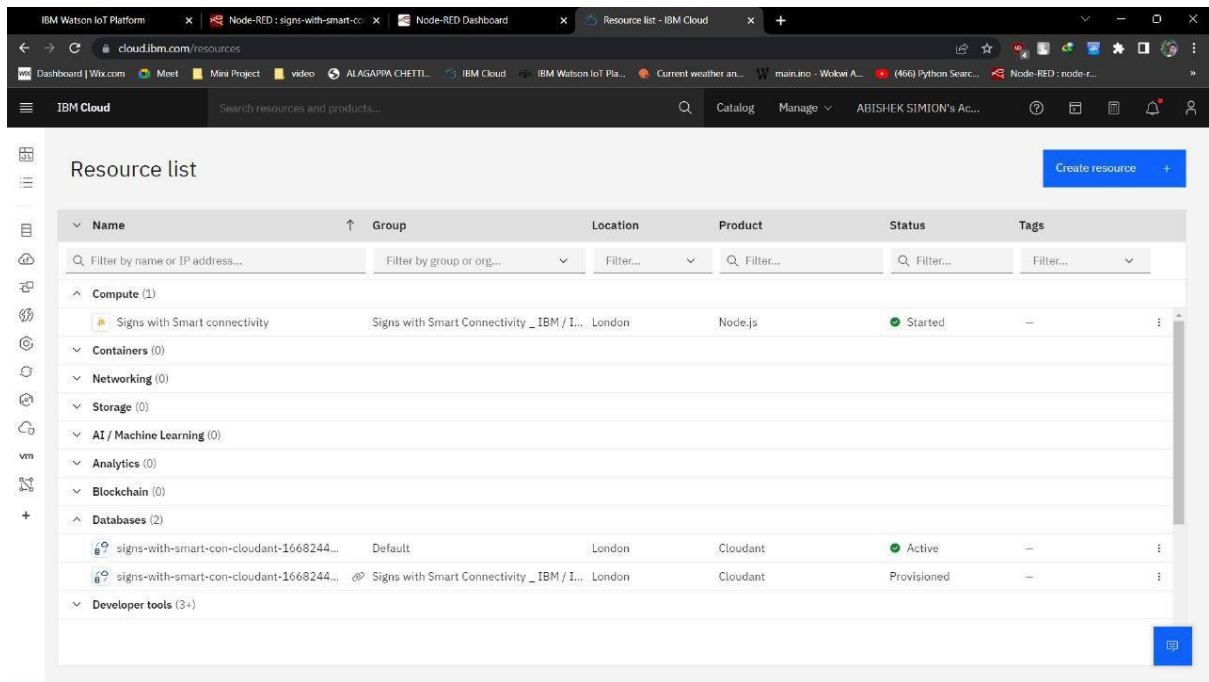 IBM Watson IoT Platform Node-RED : signs-with-smart-co Node-RED Dashboard Resource list - IBM Cloud
cloud.ibm.com/resources
WIX Dashboard | Wix.com Meet Mini Project video ALAGAPPA CHETTI... IBM Cloud IBM Watson IoT Pla... Current weather an... main.ino - Wokwi A... (466) Python Searc... Node-RED : node-r... »
IBM Cloud Search resources and products... Catalog Manage ABISHEK SIMION's Ac...
Resource list
Create resource +
Name Group Location Product Status Tags
Filter by name or IP address... Filter by group or org... Filter... Filter... Filter... Filter...
Compute (1)
Signs with Smart connectivity Signs with Smart Connectivity _ IBM / I... London Node.js Started –
Containers (0)
Networking (0)
Storage (0)
AI / Machine Learning (0)
vm
Analytics (0)
Blockchain (0)
Databases (2)
signs-with-smart-con-cloudant-1668244... Default London Cloudant Active –
signs-with-smart-con-cloudant-1668244... Signs with Smart Connectivity _ IBM / I... London Cloudant Provisioned –
Developer tools (3+)